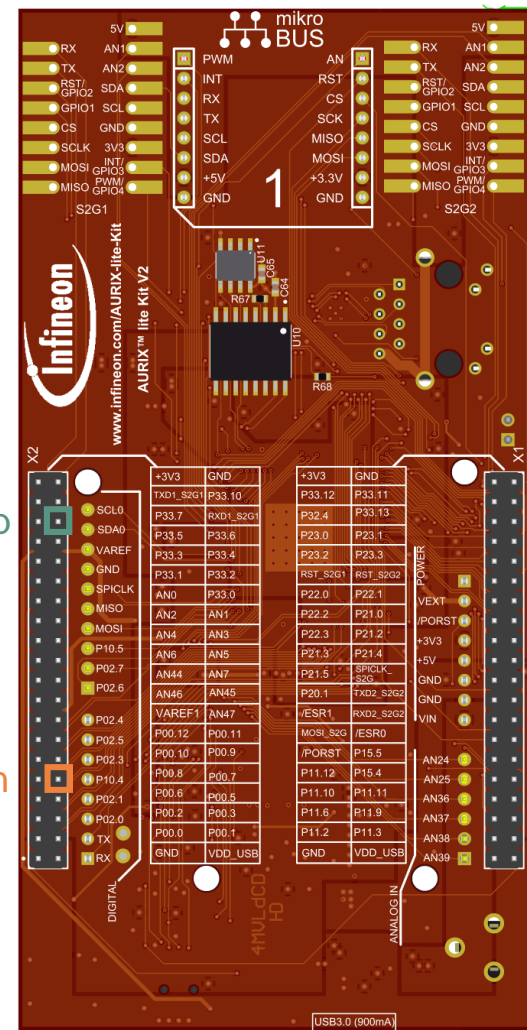 mikro
BUS
5V
RX AN1
TX AN2
RST/
GPIO2 SDA
GPIO1 SCL
CS GND
SCLK 3V3
MOSI INT/
GPIO3
MISO PWM/
GPIO4
S2G1
PWM AN
INT RST
RX CS
TX SCK
SCL MISO
SDA MOSI
+5V +3.3V
GND GND
1
5V
RX AN1
TX AN2
RST/
GPIO2 SDA
GPIO1 SCL
CS GND
SCLK 3V3
MOSI INT/
GPIO3
MISO PWM/
GPIO4
S2G2
infineon
www.infineon.com/AURIX-lite-Kit
AURIX™ lite Kit V2
U11
C65
C64
R67
U10
R68
X2
X1
o
n
SCL0
SDA0
VAREF
GND
SPICLK
MISO
MOSI
P10.5
P02.7
P02.6
P02.4
P02.5
P02.3
P10.4
P02.1
P02.0
TX
RX
DIGITAL
+3V3 GND
TXD1_S2G1 P33.10
P33.7 RXD1_S2G1
P33.5 P33.6
P33.3 P33.4
P33.1 P33.2
AN0 P33.0
AN2 AN1
AN4 AN3
AN6 AN5
AN44 AN7
AN46 AN45
VAREF1 AN47
P00.12 P00.11
P00.10 P00.9
P00.8 P00.7
P00.6 P00.5
P00.2 P00.3
P00.0 P00.1
GND VDD_USB
+3V3 GND
P33.12 P33.11
P32.4 P33.13
P23.0 P23.1
P23.2 P23.3
RST_S2G1 RST_S2G2
P22.0 P22.1
P22.2 P21.0
P22.3 P21.2
P21.3 P21.4
P21.5 SPICLK_
S2G
P20.1 TXD2_S2G2
/ESR1 RXD2_S2G2
MOSI_S2G /ESR0
/PORST P15.5
P11.12 P15.4
P11.10 P11.11
P11.6 P11.9
P11.2 P11.3
GND VDD_USB
POWER
VEXT
/PORST
+3V3
+5V
GND
GND
VIN
AN24
AN25
AN36
AN37
AN38
AN39
ANALOG IN
4MVLdCD
HD
USB3.0 (900mA)